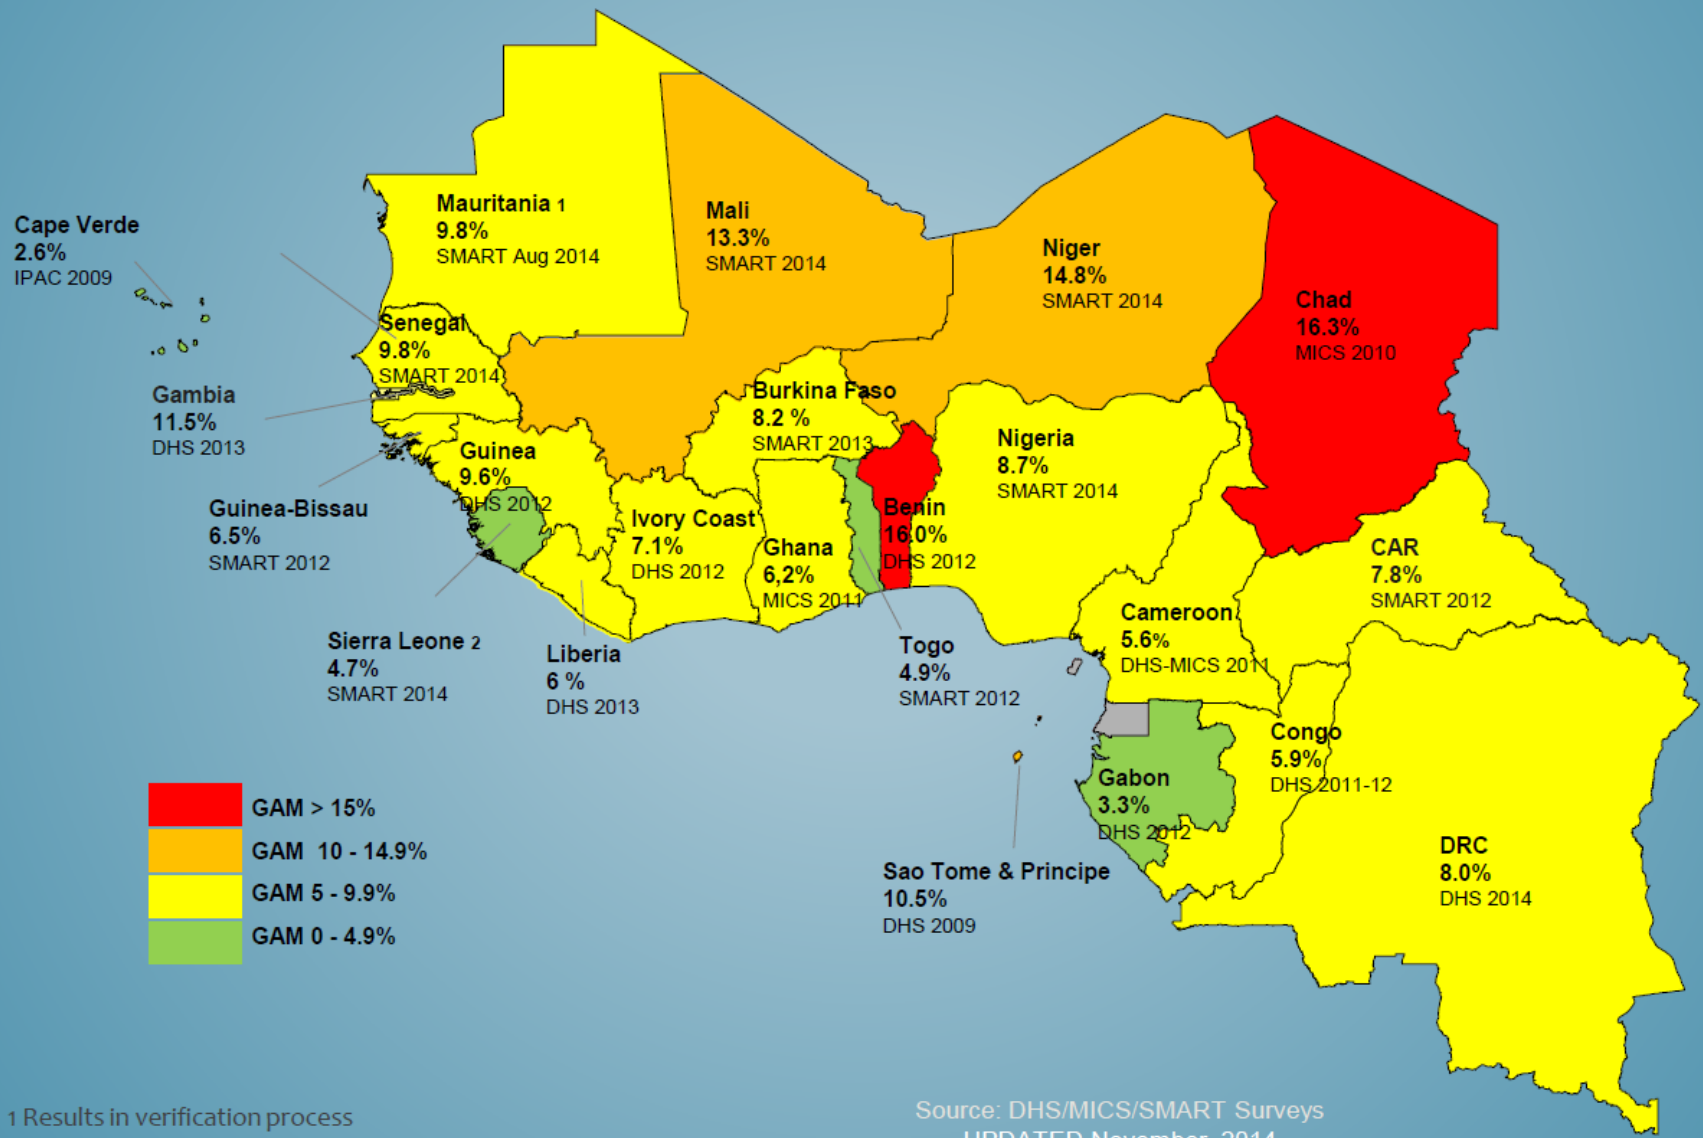 Cape Verde
2.6%
IPAC 2009
Mauritania 1
9.8%
SMART Aug 2014
Mali
13.3%
SMART 2014
Niger
14.8%
SMART 2014
Chad
16.3%
MICS 2010
Senegal
9.8%
SMART 2014
Gambia
11.5%
DHS 2013
Burkina Faso
8.2 %
SMART 2013
Nigeria
8.7%
SMART 2014
Guinea
9.6%
DHS 2012
Guinea-Bissau
6.5%
SMART 2012
Ivory Coast
7.1%
DHS 2012
Ghana
6,2%
MICS 2011
Benin
16.0%
DHS 2012
CAR
7.8%
SMART 2012
Cameroon
5.6%
DHS-MICS 2011
Sierra Leone 2
4.7%
SMART 2014
Liberia
6 %
DHS 2013
Togo
4.9%
SMART 2012
Congo
5.9%
DHS 2011-12
Gabon
3.3%
DHS 2012
Sao Tome & Principe
10.5%
DHS 2009
DRC
8.0%
DHS 2014
GAM > 15%
GAM 10 - 14.9%
GAM 5 - 9.9%
GAM 0 - 4.9%
1 Results in verification process
Source: DHS/MICS/SMART Surveys
UPDATED November, 2014